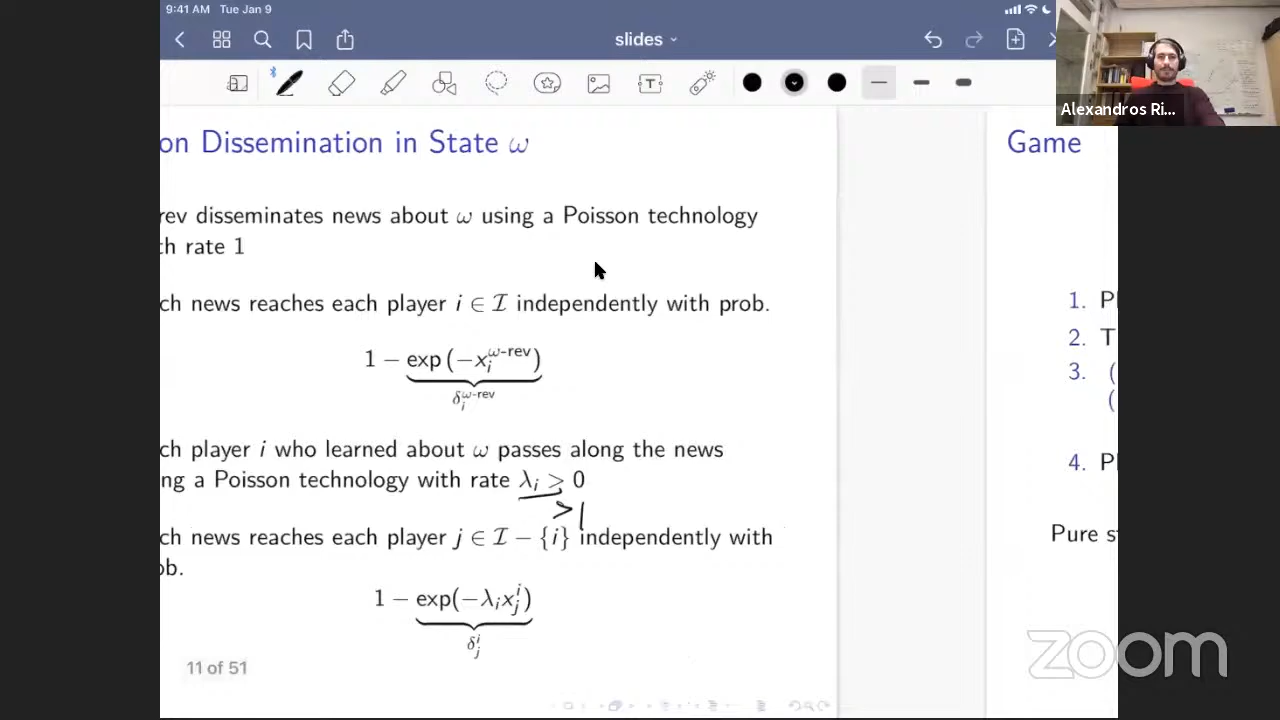 9:41 AM Tue Jan 9
slides
Alexandros Ri...
on Dissemination in State ω
rev disseminates news about ω using a Poisson technology
th rate 1
ch news reaches each player i ∈ I independently with prob.
1 − exp (−x_i^{ω-rev})
δ_i^{ω-rev}
ch player i who learned about ω passes along the news
ng a Poisson technology with rate λ_i > 0
>1
ch news reaches each player j ∈ I − {i} independently with
ob.
1 − exp(−λ_i x_j^i)
δ_j^i
11 of 51
Game
1. Pl
2. T
3. (
(
4. Pl
Pure s
zoom